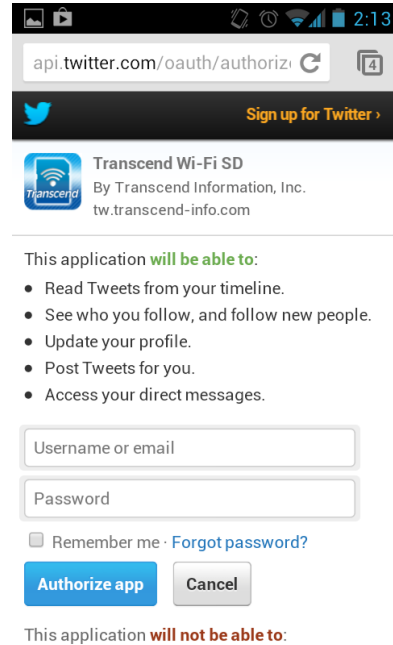 2:13
api.twitter.com/oauth/authoriz
4
Sign up for Twitter ›
Transcend
Transcend Wi-Fi SD
By Transcend Information, Inc.
tw.transcend-info.com
This application will be able to:
• Read Tweets from your timeline.
• See who you follow, and follow new people.
• Update your profile.
• Post Tweets for you.
• Access your direct messages.
Username or email
Password
Remember me · Forgot password?
Authorize app Cancel
This application will not be able to: